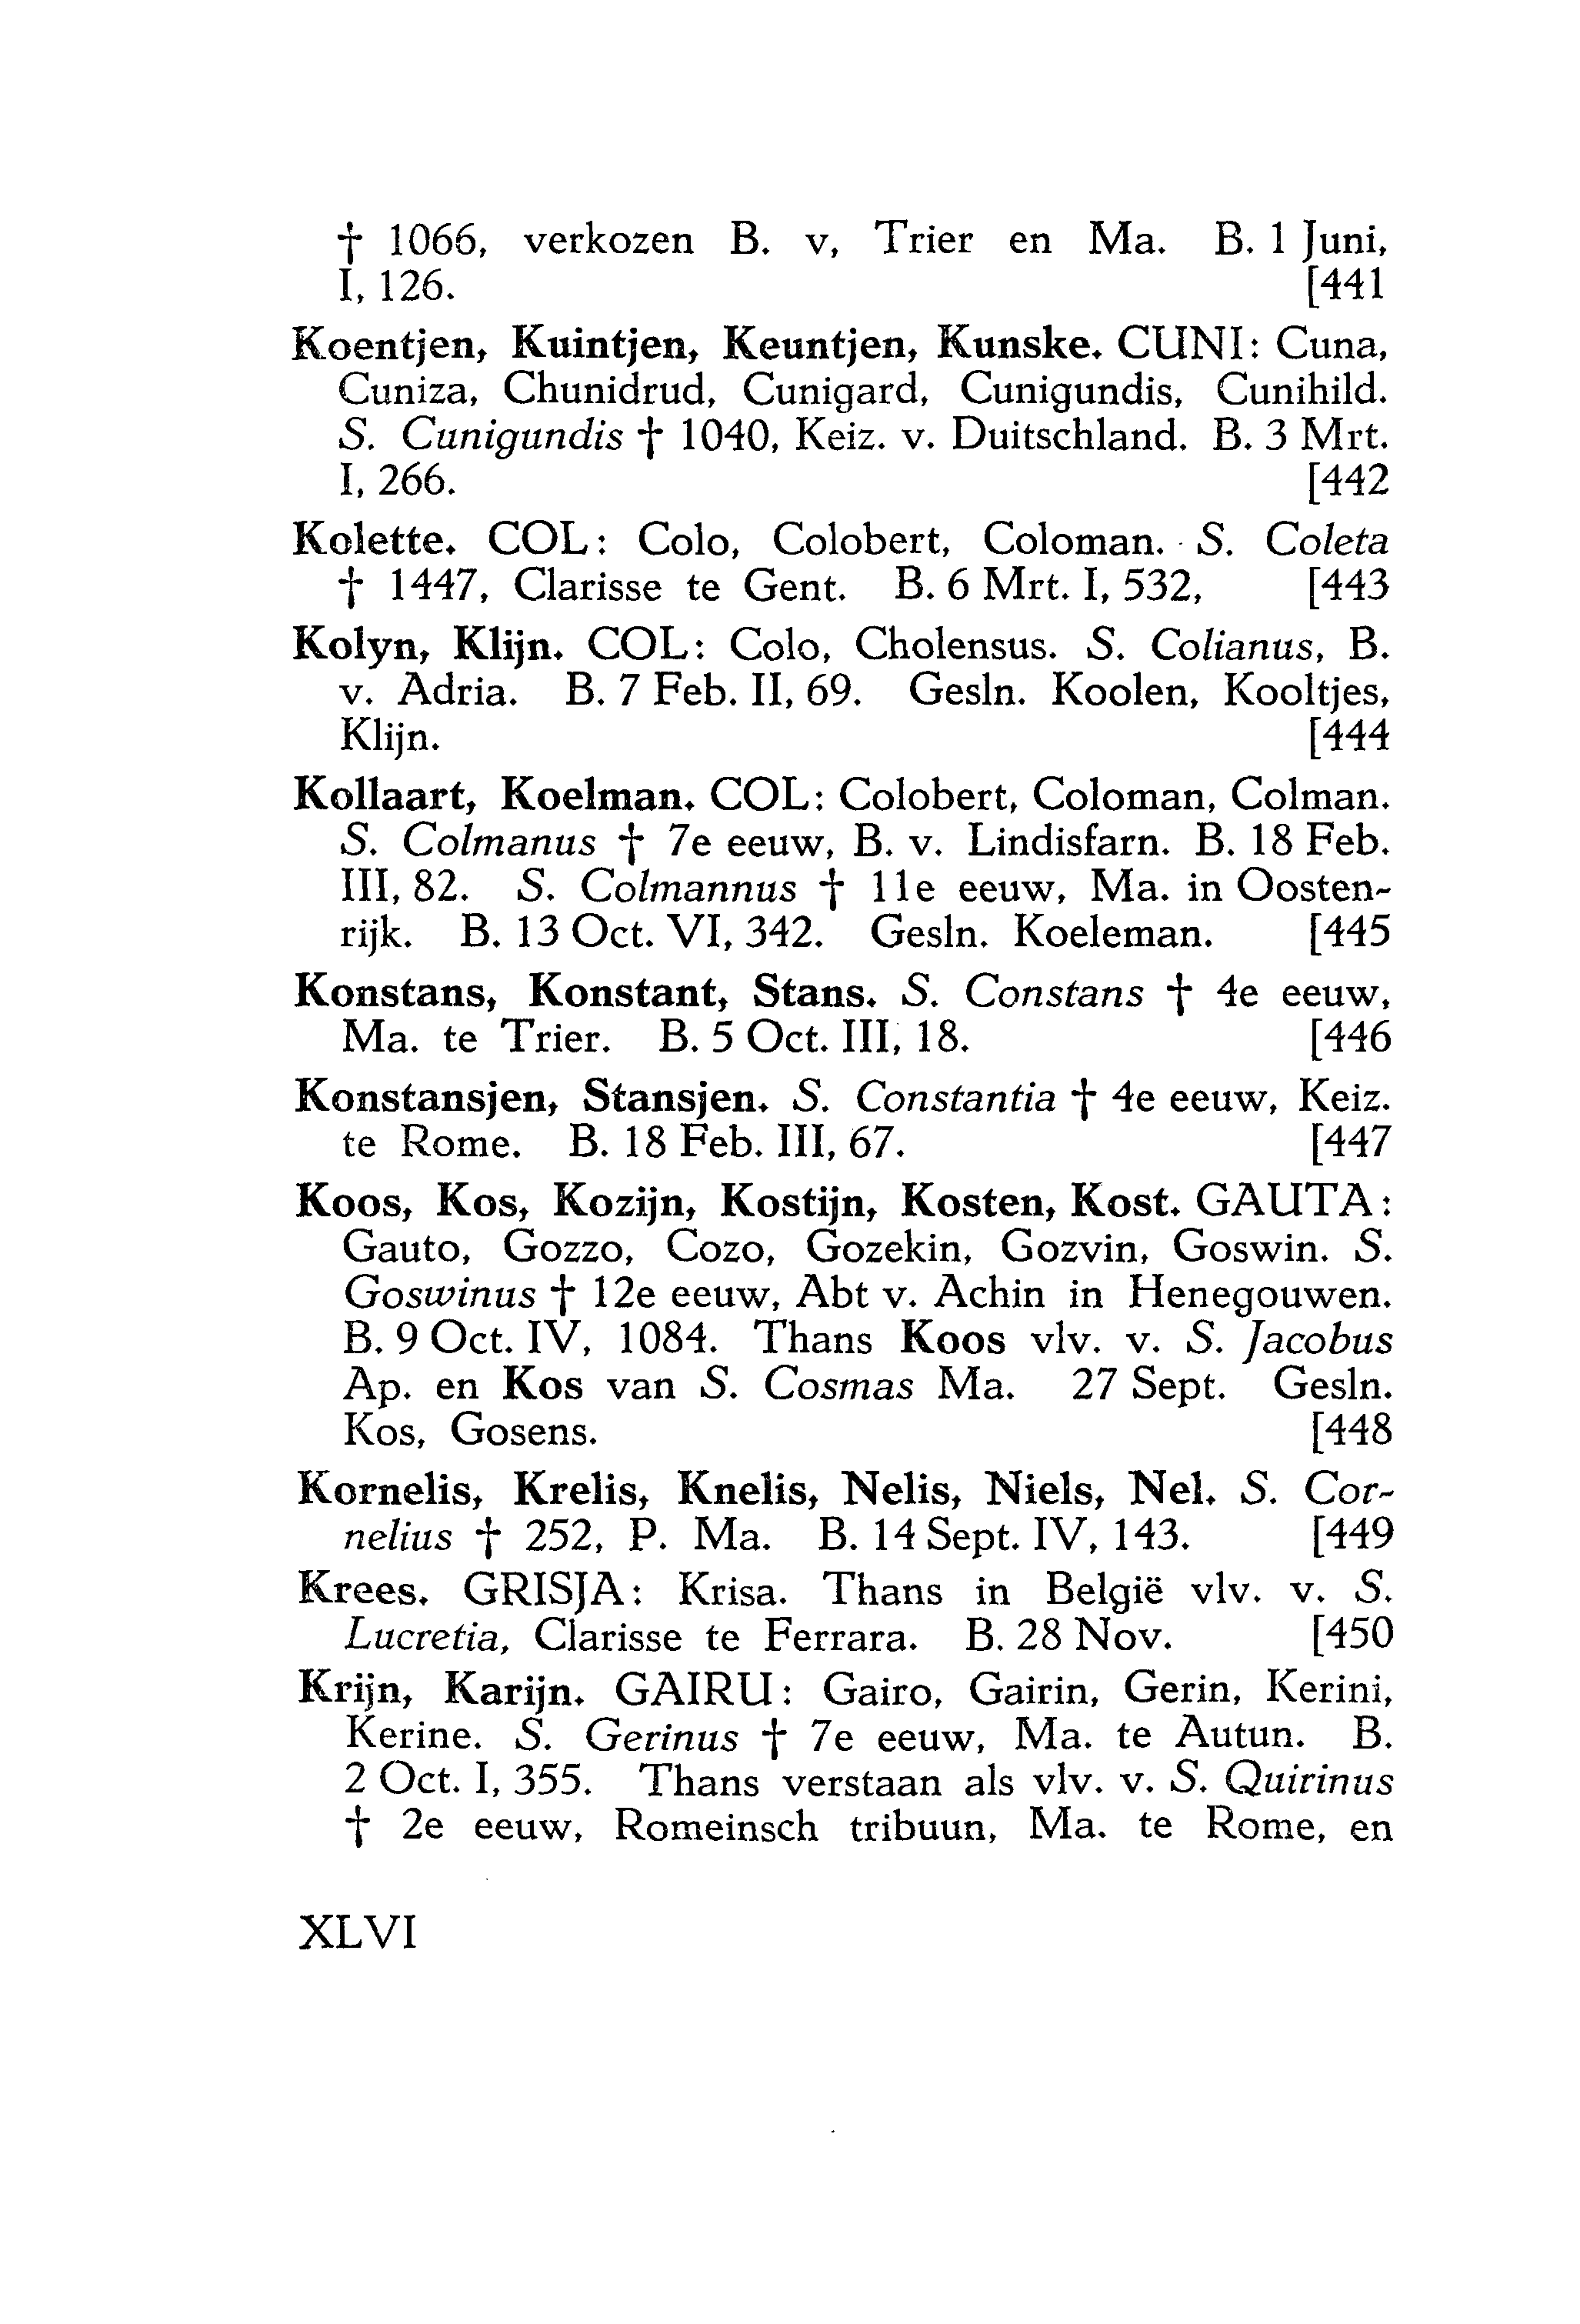 † 1066, verkozen B. v, Trier en Ma. B. 1 Juni,
I, 126. [441
Koentjen, Kuintjen, Keuntjen, Kunske. CUNI: Cuna,
Cuniza, Chunidrud, Cunigard, Cunigundis, Cunihild.
S. Cunigundis † 1040, Keiz. v. Duitschland. B. 3 Mrt.
I, 266. [442
Kolette. COL: Colo, Colobert, Coloman. S. Coleta
† 1447, Clarisse te Gent. B. 6 Mrt. I, 532, [443
Kolyn, Klijn. COL: Colo, Cholensus. S. Colianus, B.
v. Adria. B. 7 Feb. II, 69. Gesln. Koolen, Kooltjes,
Klijn. [444
Kollaart, Koelman. COL: Colobert, Coloman, Colman.
S. Colmanus † 7e eeuw, B. v. Lindisfarn. B. 18 Feb.
III, 82. S. Colmannus † 11e eeuw, Ma. in Oosten-
rijk. B. 13 Oct. VI, 342. Gesln. Koeleman. [445
Konstans, Konstant, Stans. S. Constans † 4e eeuw,
Ma. te Trier. B. 5 Oct. III, 18. [446
Konstansjen, Stansjen. S. Constantia † 4e eeuw, Keiz.
te Rome. B. 18 Feb. III, 67. [447
Koos, Kos, Kozijn, Kostijn, Kosten, Kost. GAUTA:
Gauto, Gozzo, Cozo, Gozekin, Gozvin, Goswin. S.
Goswinus † 12e eeuw, Abt v. Achin in Henegouwen.
B. 9 Oct. IV, 1084. Thans Koos vlv. v. S. Jacobus
Ap. en Kos van S. Cosmas Ma. 27 Sept. Gesln.
Kos, Gosens. [448
Kornelis, Krelis, Knelis, Nelis, Niels, Nel. S. Cor-
nelius † 252, P. Ma. B. 14 Sept. IV, 143. [449
Krees. GRISJA: Krisa. Thans in België vlv. v. S.
Lucretia, Clarisse te Ferrara. B. 28 Nov. [450
Krijn, Karijn. GAIRU: Gairo, Gairin, Gerin, Kerini,
Kerine. S. Gerinus † 7e eeuw, Ma. te Autun. B.
2 Oct. I, 355. Thans verstaan als vlv. v. S. Quirinus
† 2e eeuw, Romeinsch tribuun, Ma. te Rome, en
XLVI